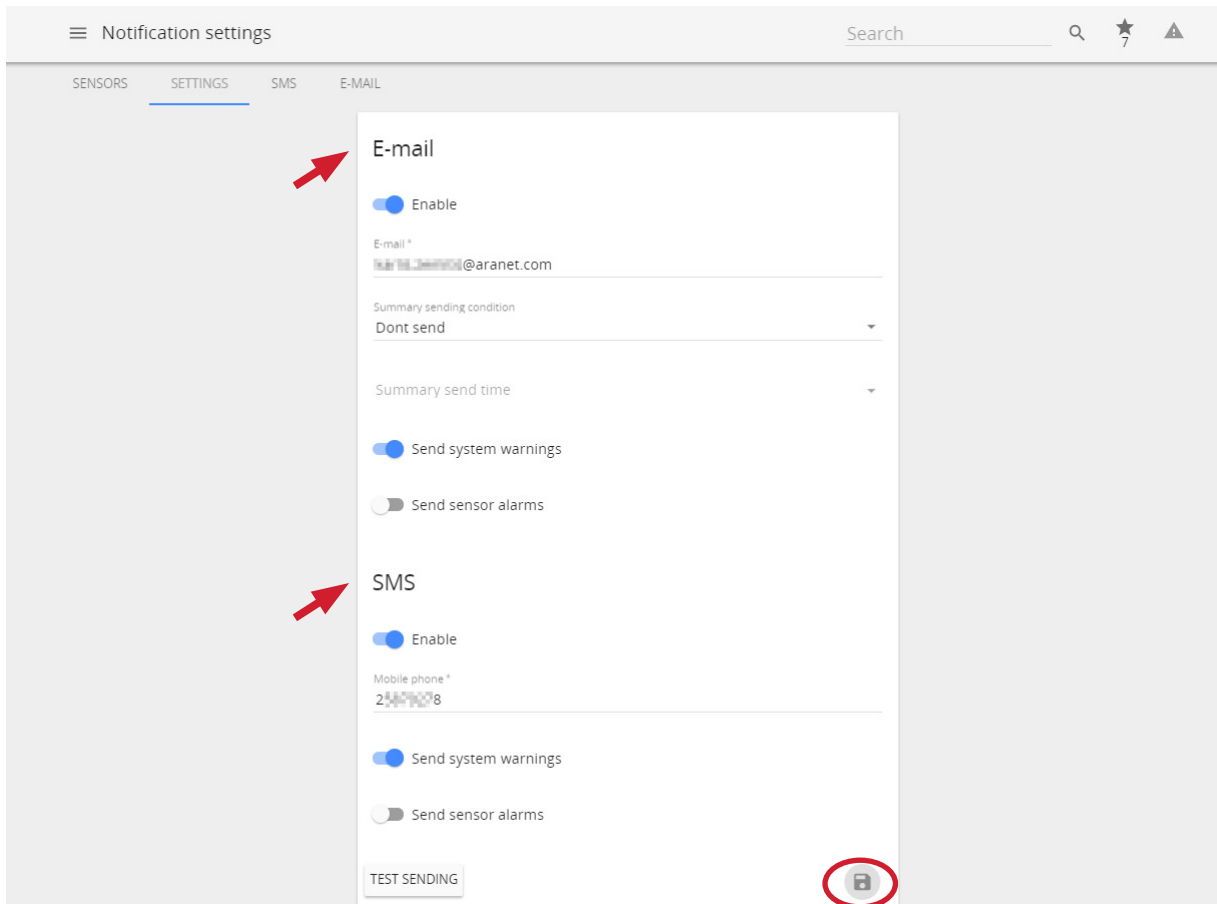 Notification settings
Search
7
SENSORS SETTINGS SMS E-MAIL
E-mail
Enable
E-mail *
@aranet.com
Summary sending condition
Dont send
Summary send time
Send system warnings
Send sensor alarms
SMS
Enable
Mobile phone *
Send system warnings
Send sensor alarms
TEST SENDING